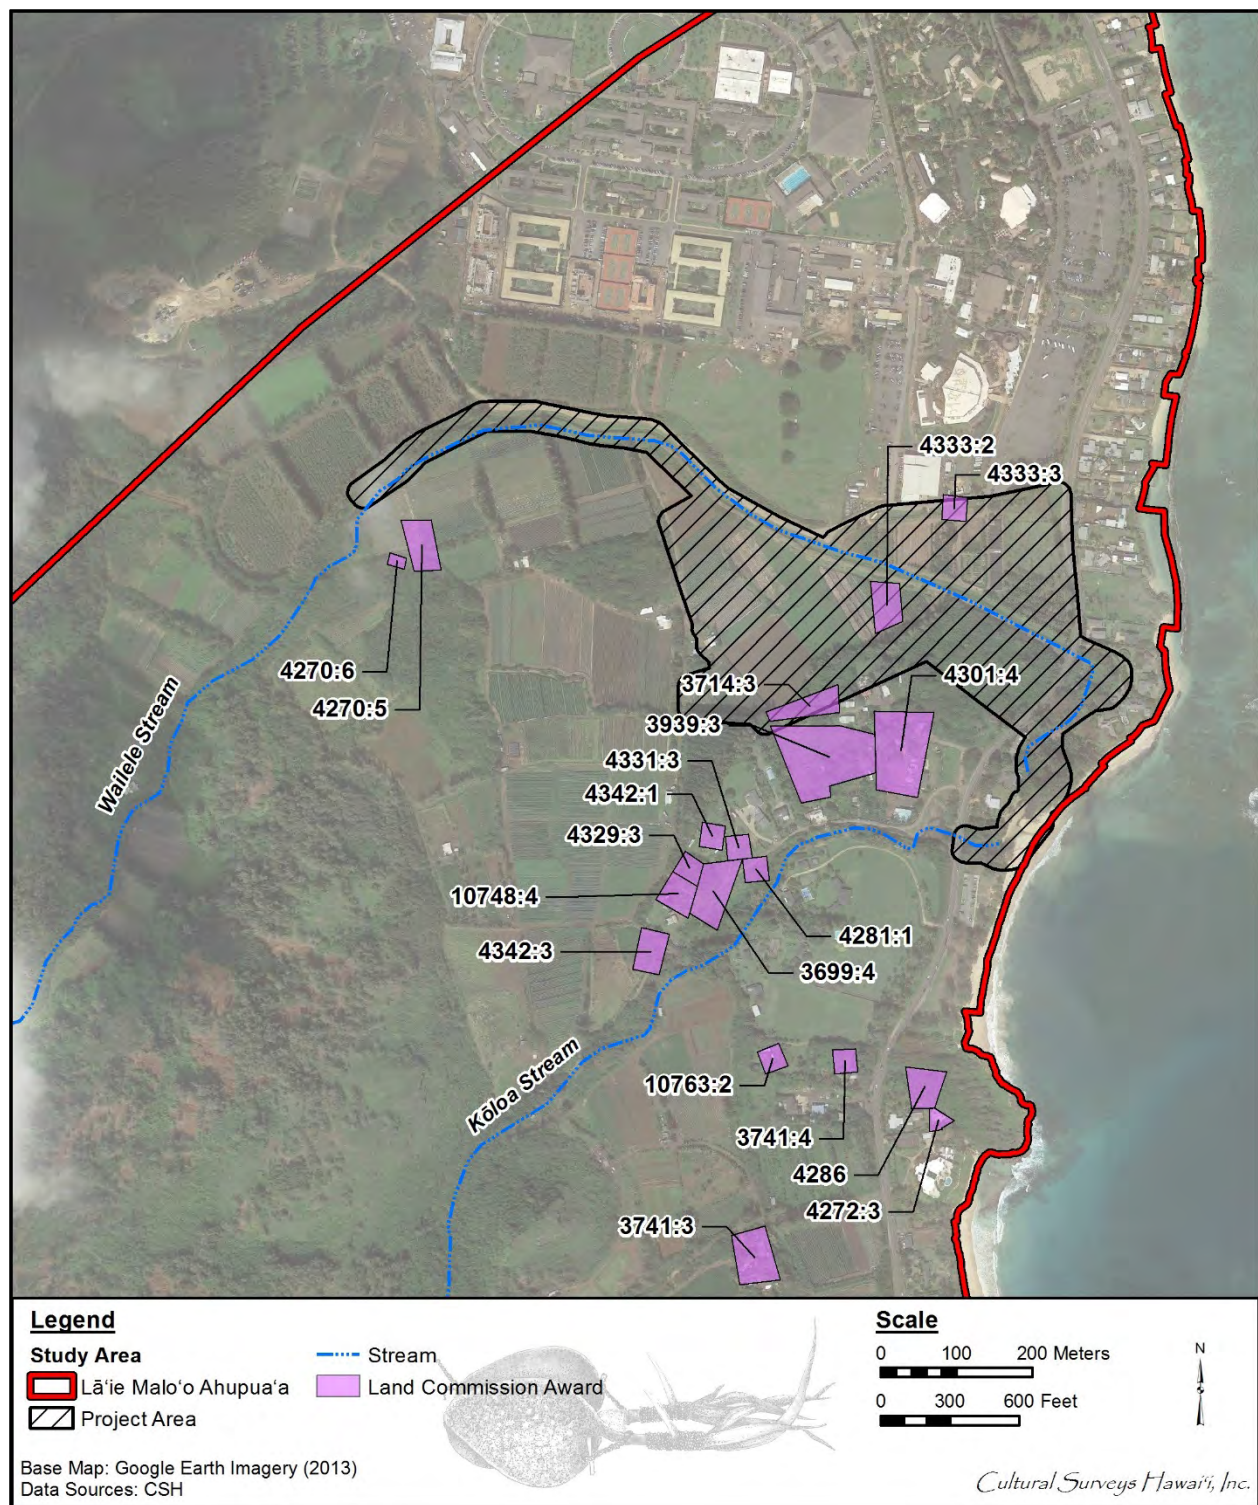 4333:2
4333:3
4270:6
4270:5
Wailele Stream
3714:3
4301:4
3939:3
4331:3
4342:1
4329:3
10748:4
4281:1
4342:3
3699:4
Kōloa Stream
10763:2
3741:4
4286
4272:3
3741:3
Legend
Study Area
Lāʻie Maloʻo Ahupuaʻa
Project Area
Stream
Land Commission Award
Scale
0 100 200 Meters
0 300 600 Feet
N
Base Map: Google Earth Imagery (2013)
Data Sources: CSH
Cultural Surveys Hawaiʻi, Inc.